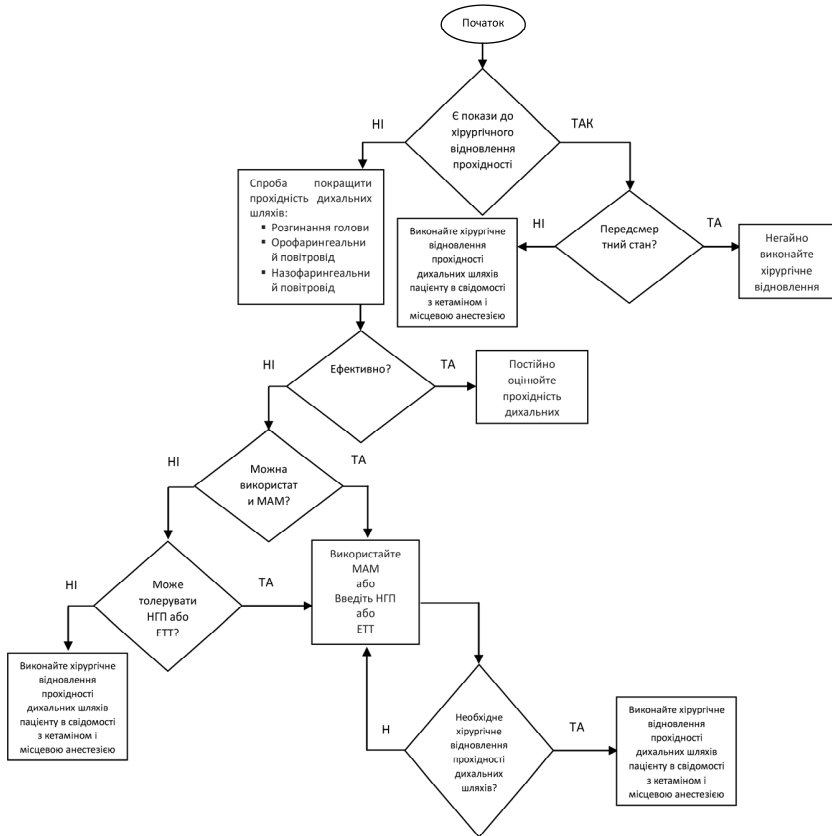 Початок
Є покази до
хірургічного
відновлення
прохідності
НІ
ТАК
Спроба покращити
прохідність дихальних
шляхів:
▪ Розгинання голови
▪ Орофарингеальни
й повітровід
▪ Назофарингеальни
й повітровід
Виконайте хірургічне
відновлення
прохідності
дихальних шляхів
пацієнту в свідомості
з кетаміном і
місцевою анестезією
НІ
Передсмер
тний стан?
ТА
Негайно
виконайте
хірургічне
відновлення
НІ
Ефективно?
ТА
Постійно
оцінюйте
прохідність
дихальних
НІ
Можна
використат
и МАМ?
ТА
НІ
Може
толерувати
НГП або
ЕТТ?
ТА
Використайте
МАМ
або
Введіть НГП
або
ЕТТ
Виконайте хірургічне
відновлення
прохідності
дихальних шляхів
пацієнту в свідомості
з кетаміном і
місцевою анестезією
Н
Необхідне
хірургічне
відновлення
прохідності
дихальних
шляхів?
ТА
Виконайте хірургічне
відновлення
прохідності
дихальних шляхів
пацієнту в свідомості
з кетаміном і
місцевою анестезією